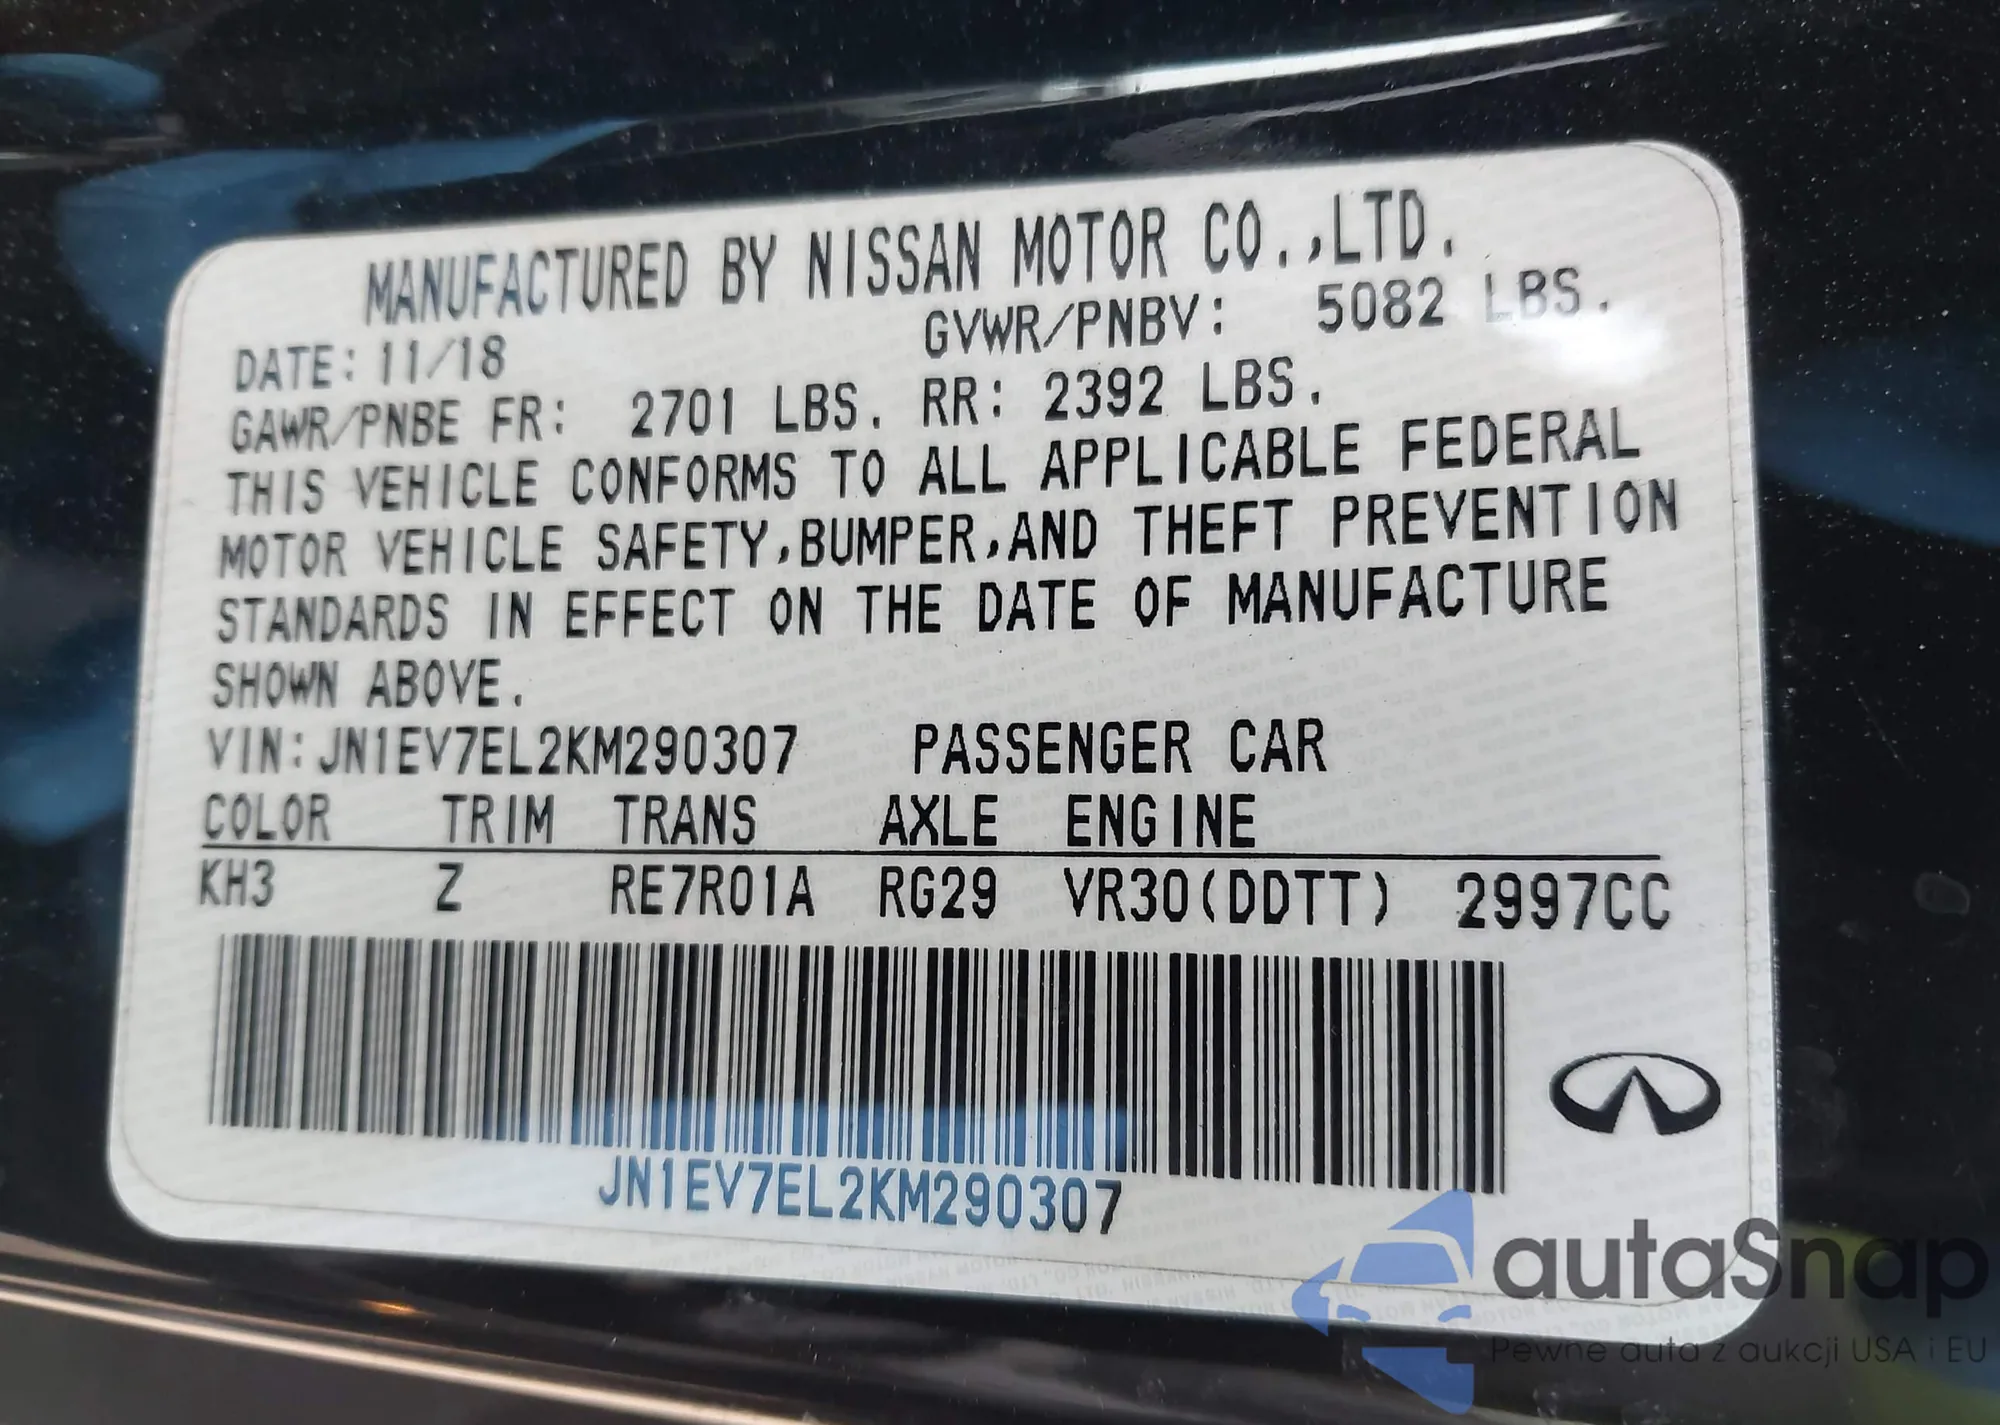 MANUFACTURED BY NISSAN MOTOR CO.,LTD.
DATE: 11/18 GVWR/PNBV: 5082 LBS.
GAWR/PNBE FR: 2701 LBS. RR: 2392 LBS.
THIS VEHICLE CONFORMS TO ALL APPLICABLE FEDERAL
MOTOR VEHICLE SAFETY,BUMPER,AND THEFT PREVENTION
STANDARDS IN EFFECT ON THE DATE OF MANUFACTURE
SHOWN ABOVE.
VIN:JN1EV7EL2KM290307 PASSENGER CAR
COLOR TRIM TRANS AXLE ENGINE
KH3 Z RE7R01A RG29 VR30(DDTT) 2997CC
JN1EV7EL2KM290307
autaSnap
Pewne auta z aukcji USA i EU